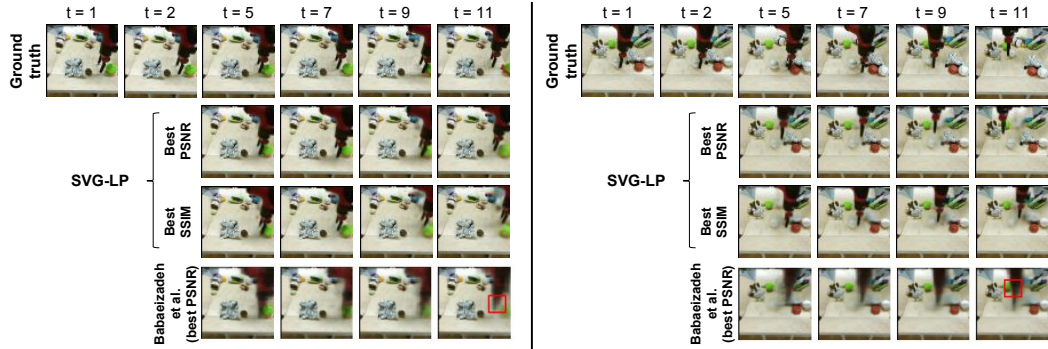 t = 1 t = 2 t = 5 t = 7 t = 9 t = 11
Ground
truth
SVG-LP
Best
PSNR
Best
SSIM
Babaeizadeh
et al.
(best PSNR)
t = 1 t = 2 t = 5 t = 7 t = 9 t = 11
Ground
truth
SVG-LP
Best
PSNR
Best
SSIM
Babaeizadeh
et al.
(best PSNR)